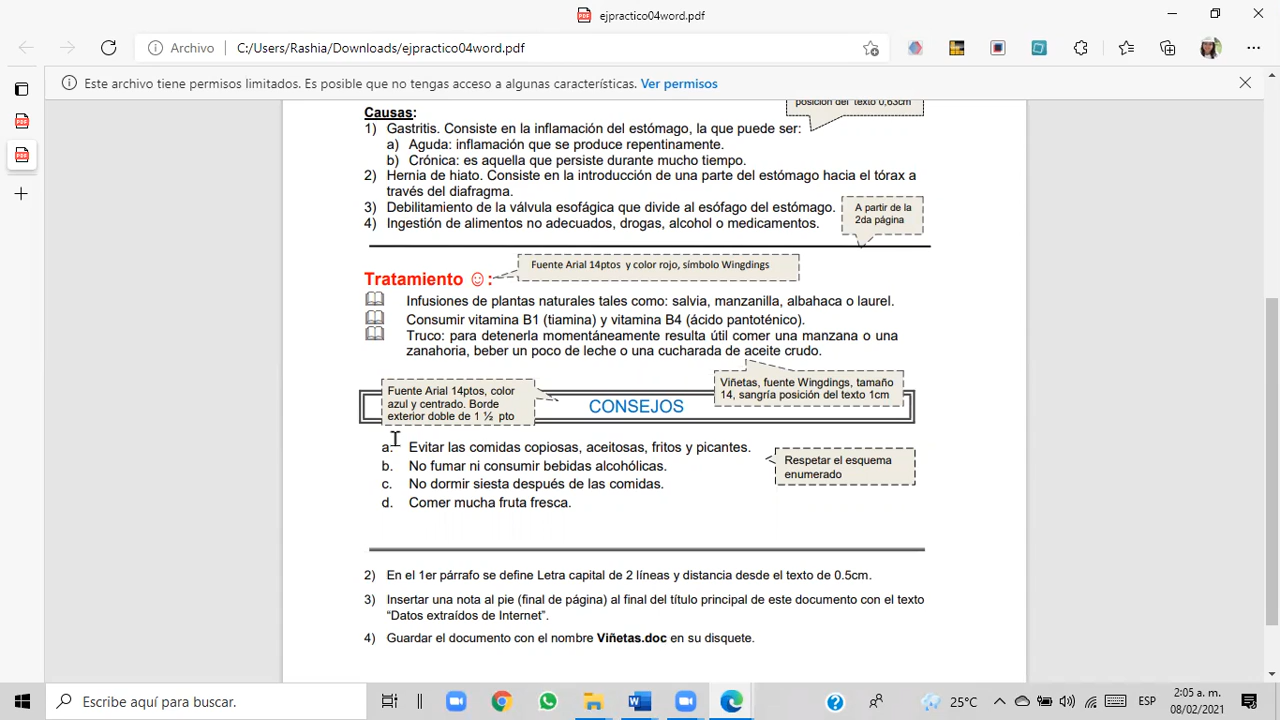 ejpractico04word.pdf
Archivo C:/Users/Rushia/Downloads/ejpractico04word.pdf
Este archivo tiene permisos limitados. Es posible que no tengas acceso a algunas características. Ver permisos
posición del texto 0,63cm
Causas:
1) Gastritis. Consiste en la inflamación del estómago, la que puede ser:
a) Aguda: inflamación que se produce repentinamente.
b) Crónica: es aquella que persiste durante mucho tiempo.
2) Hernia de hiato. Consiste en la introducción de una parte del estómago hacia el tórax a
través del diafragma.
3) Debilitamiento de la válvula esofágica que divide al esófago del estómago.
4) Ingestión de alimentos no adecuados, drogas, alcohol o medicamentos.
A partir de la
2da página
Fuente Arial 14ptos y color rojo, símbolo Wingdings
Tratamiento ☺:
Infusiones de plantas naturales tales como: salvia, manzanilla, albahaca o laurel.
Consumir vitamina B1 (tiamina) y vitamina B4 (ácido pantoténico).
Truco: para detenerla momentáneamente resulta útil comer una manzana o una
zanahoria, beber un poco de leche o una cucharada de aceite crudo.
Fuente Arial 14ptos, color
azul y centrado. Borde
exterior doble de 1 ½ pto
CONSEJOS
Viñetas, fuente Wingdings, tamaño
14, sangría posición del texto 1cm
a. Evitar las comidas copiosas, aceitosas, fritos y picantes.
b. No fumar ni consumir bebidas alcohólicas.
c. No dormir siesta después de las comidas.
d. Comer mucha fruta fresca.
Respetar el esquema
enumerado
2) En el 1er párrafo se define Letra capital de 2 líneas y distancia desde el texto de 0.5cm.
3) Insertar una nota al pie (final de página) al final del título principal de este documento con el texto
“Datos extraídos de Internet”.
4) Guardar el documento con el nombre Viñetas.doc en su disquete.
Escribe aquí para buscar.
25°C
ESP
2:05 a. m.
08/02/2021